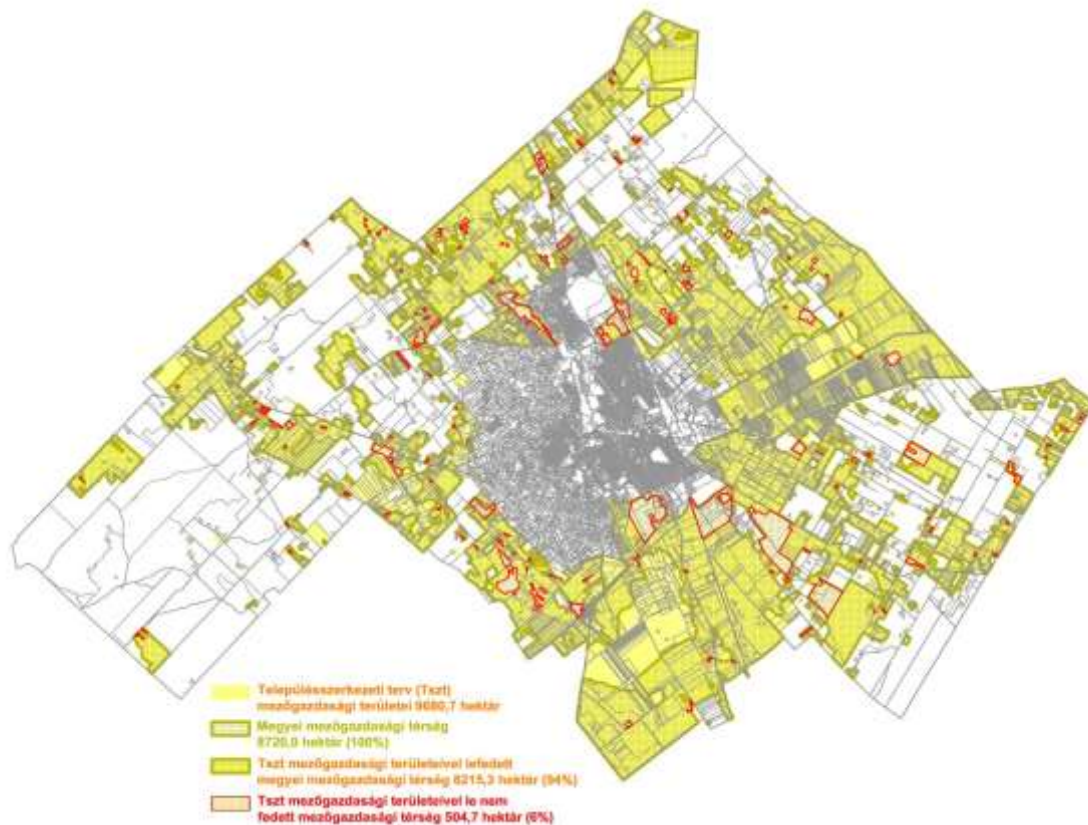 Településszerkezeti terv (Tszt)
mezőgazdasági területei 9680,7 hektár
Megyei mezőgazdasági térség
8720,0 hektár (100%)
Tszt mezőgazdasági területeivel lefedett
megyei mezőgazdasági térség 8215,3 hektár (94%)
Tszt mezőgazdasági területeivel le nem
fedett mezőgazdasági térség 504,7 hektár (6%)